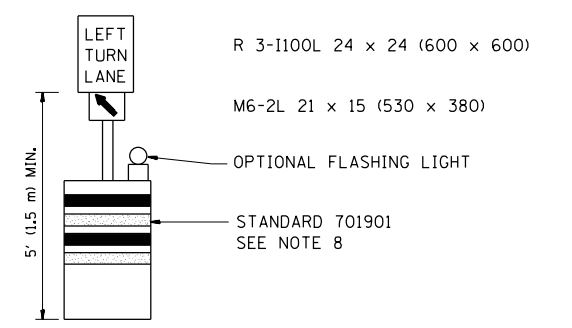 LEFT
TURN
LANE
R 3-I100L 24 x 24 (600 x 600)
M6-2L 21 x 15 (530 x 380)
OPTIONAL FLASHING LIGHT
5' (1.5 m) MIN.
STANDARD 701901
SEE NOTE 8